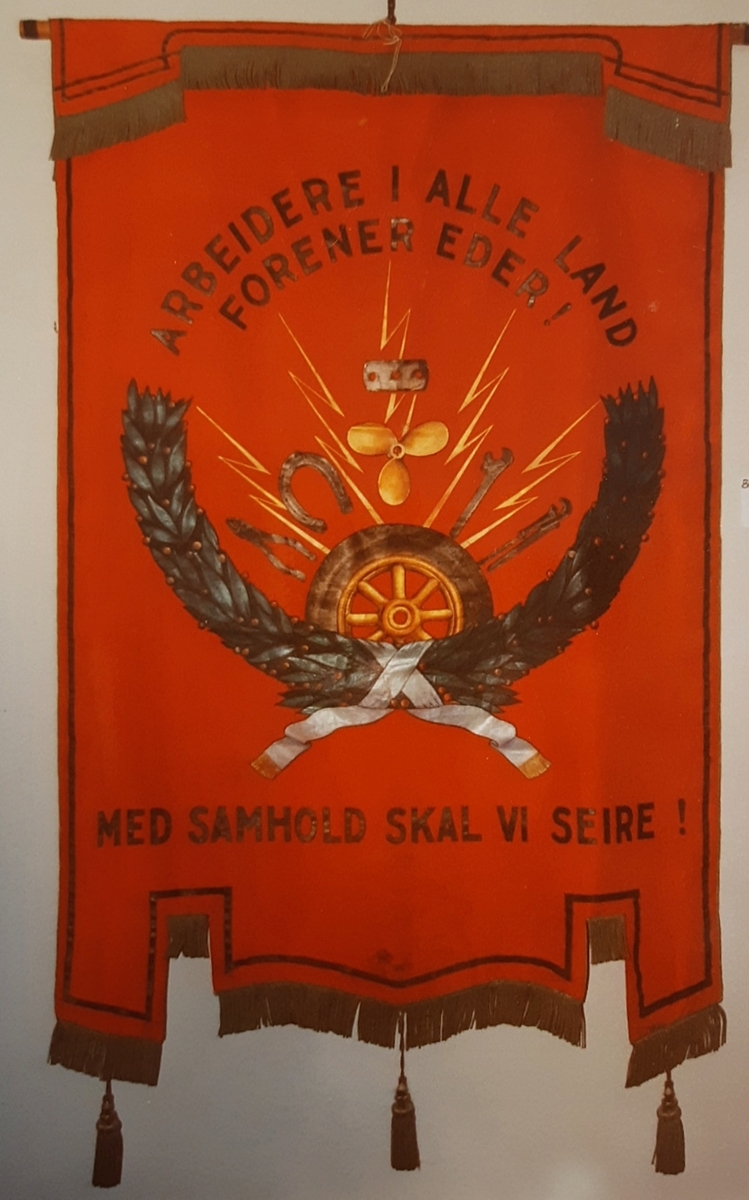 ARBEIDERE I ALLE LAND
FORENER EDER!
MED SAMHOLD SKAL VI SEIRE !